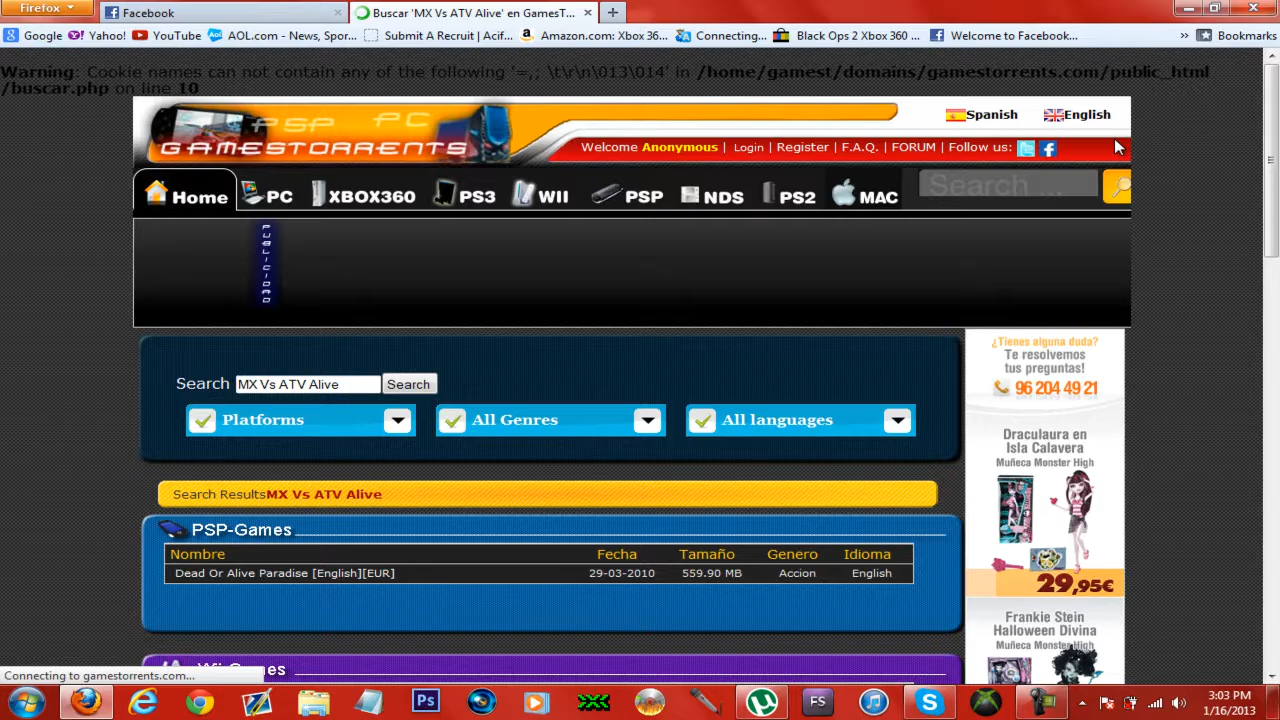 Firefox
Facebook
Buscar 'MX Vs ATV Alive' en GamesT...
Google Yahoo! YouTube AOL.com - News, Spor... Submit A Recruit | Acif... Amazon.com: Xbox 36... Connecting... Black Ops 2 Xbox 360 ... Welcome to Facebook... » Bookmarks
Warning: Cookie names cannot contain any of the following '=,; \t\r\n\013\014' in /home/gamest/domains/gamestorrents.com/public_html
/buscar.php on line 10
PSP PC
GAMESTORRENTS
Spanish English
Welcome Anonymous | Login | Register | F.A.Q. | FORUM | Follow us:
Home PC XBOX360 PS3 WII PSP NDS PS2 MAC Search ...
PUBLICIDAD
Search MX Vs ATV Alive Search
Platforms All Genres All languages
Search ResultsMX Vs ATV Alive
PSP-Games
Nombre Fecha Tamaño Genero Idioma
Dead Or Alive Paradise [English][EUR] 29-03-2010 559.90 MB Accion English
Wii-Games
¿Tienes alguna duda?
Te resolvemos
tus preguntas!
96 204 49 21
Draculaura en
Isla Calavera
Muñeca Monster High
29,95€
Frankie Stein
Halloween Divina
Muñeca Monster High
Connecting to gamestorrents.com...
Ps
FS
3:03 PM
1/16/2013